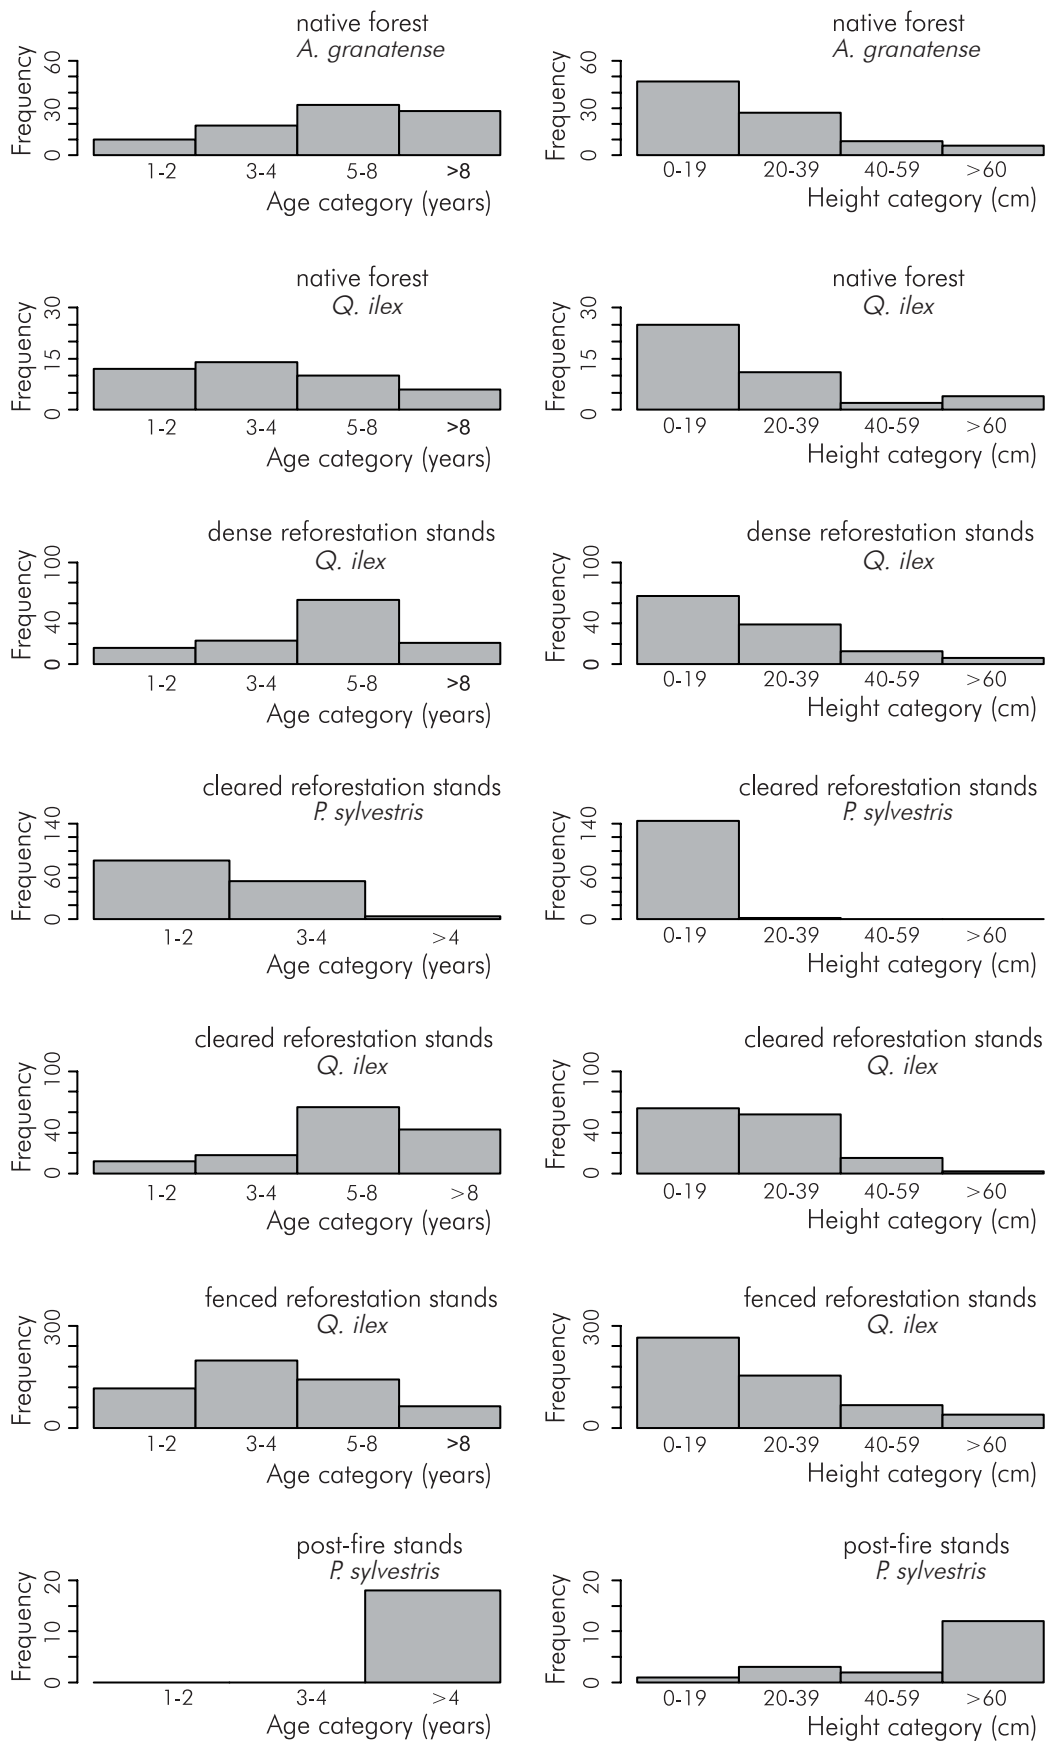 native forest
A. granatense
Frequency
0 30 60
1-2 3-4 5-8 >8
Age category (years)
native forest
A. granatense
Frequency
0 30 60
0-19 20-39 40-59 >60
Height category (cm)
native forest
Q. ilex
Frequency
0 15 30
1-2 3-4 5-8 >8
Age category (years)
native forest
Q. ilex
Frequency
0 15 30
0-19 20-39 40-59 >60
Height category (cm)
dense reforestation stands
Q. ilex
Frequency
0 40 100
1-2 3-4 5-8 >8
Age category (years)
dense reforestation stands
Q. ilex
Frequency
0 40 100
0-19 20-39 40-59 >60
Height category (cm)
cleared reforestation stands
P. sylvestris
Frequency
0 60 140
1-2 3-4 >4
Age category (years)
cleared reforestation stands
P. sylvestris
Frequency
0 60 140
0-19 20-39 40-59 >60
Height category (cm)
cleared reforestation stands
Q. ilex
Frequency
0 40 100
1-2 3-4 5-8 >8
Age category (years)
cleared reforestation stands
Q. ilex
Frequency
0 40 100
0-19 20-39 40-59 >60
Height category (cm)
fenced reforestation stands
Q. ilex
Frequency
0 300
1-2 3-4 5-8 >8
Age category (years)
fenced reforestation stands
Q. ilex
Frequency
0 300
0-19 20-39 40-59 >60
Height category (cm)
post-fire stands
P. sylvestris
Frequency
0 10 20
1-2 3-4 >4
Age category (years)
post-fire stands
P. sylvestris
Frequency
0 10 20
0-19 20-39 40-59 >60
Height category (cm)